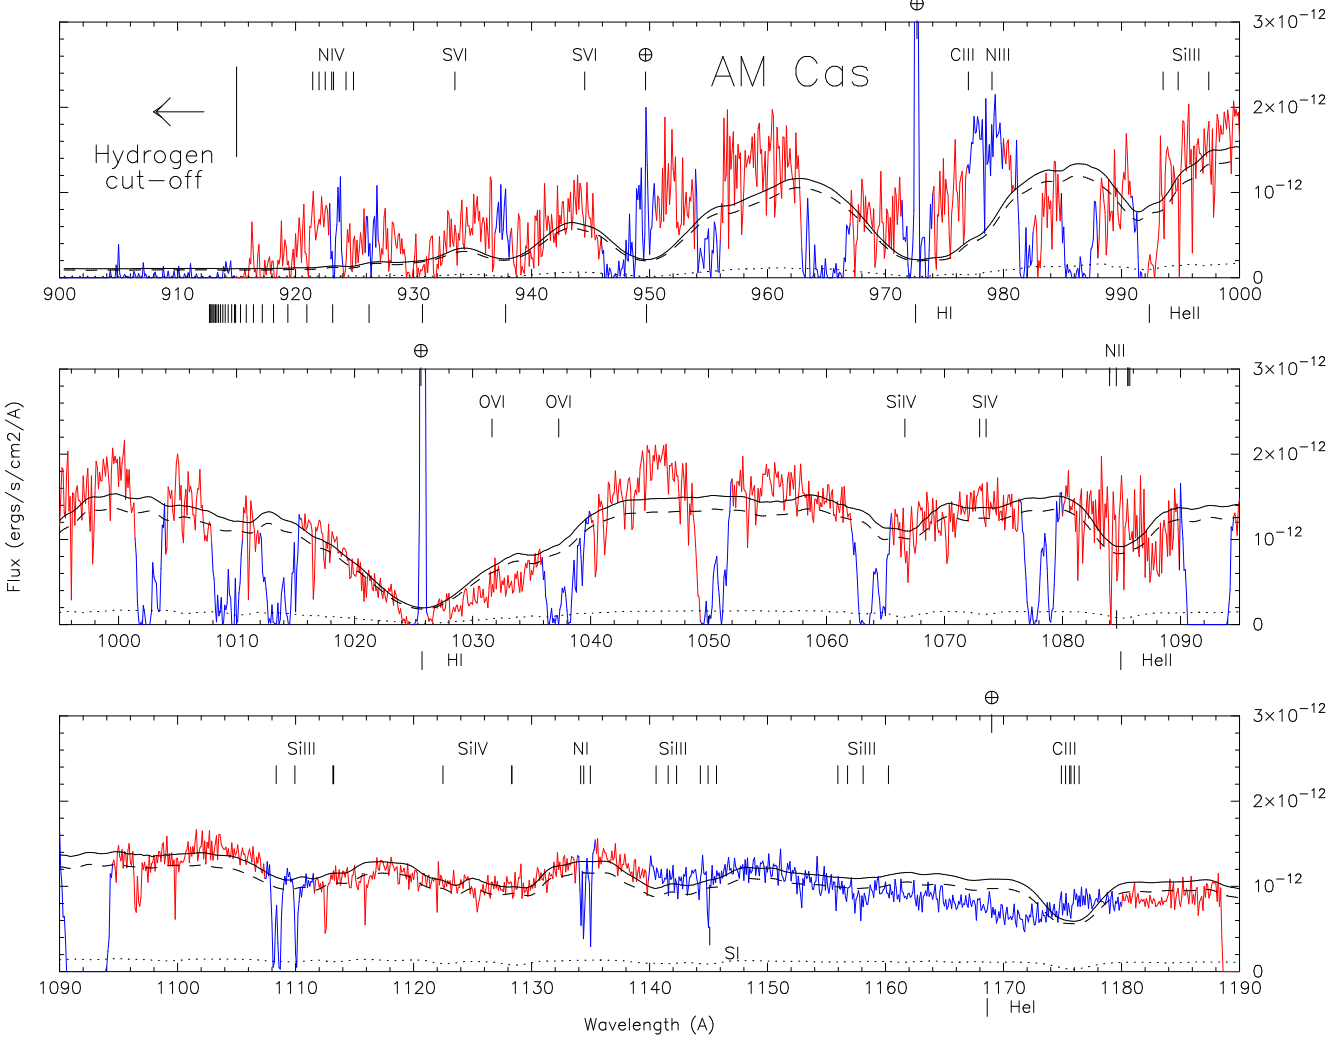 ⊕
3×10⁻¹²
NIV SVI SVI ⊕ AM Cas CIII NIII SiIII
2×10⁻¹²
Hydrogen
cut−off
10⁻¹²
0
900 910 920 930 940 950 960 970 980 990 1000
HI HeII
⊕ NII
3×10⁻¹²
OVI OVI SiIV SIV
2×10⁻¹²
Flux (ergs/s/cm2/A)
10⁻¹²
0
1000 1010 1020 1030 1040 1050 1060 1070 1080 1090
HI HeII
⊕
3×10⁻¹²
SiIII SiIV NI SiIII SiIII CIII
2×10⁻¹²
10⁻¹²
SI
0
1090 1100 1110 1120 1130 1140 1150 1160 1170 1180 1190
HeI
Wavelength (A)